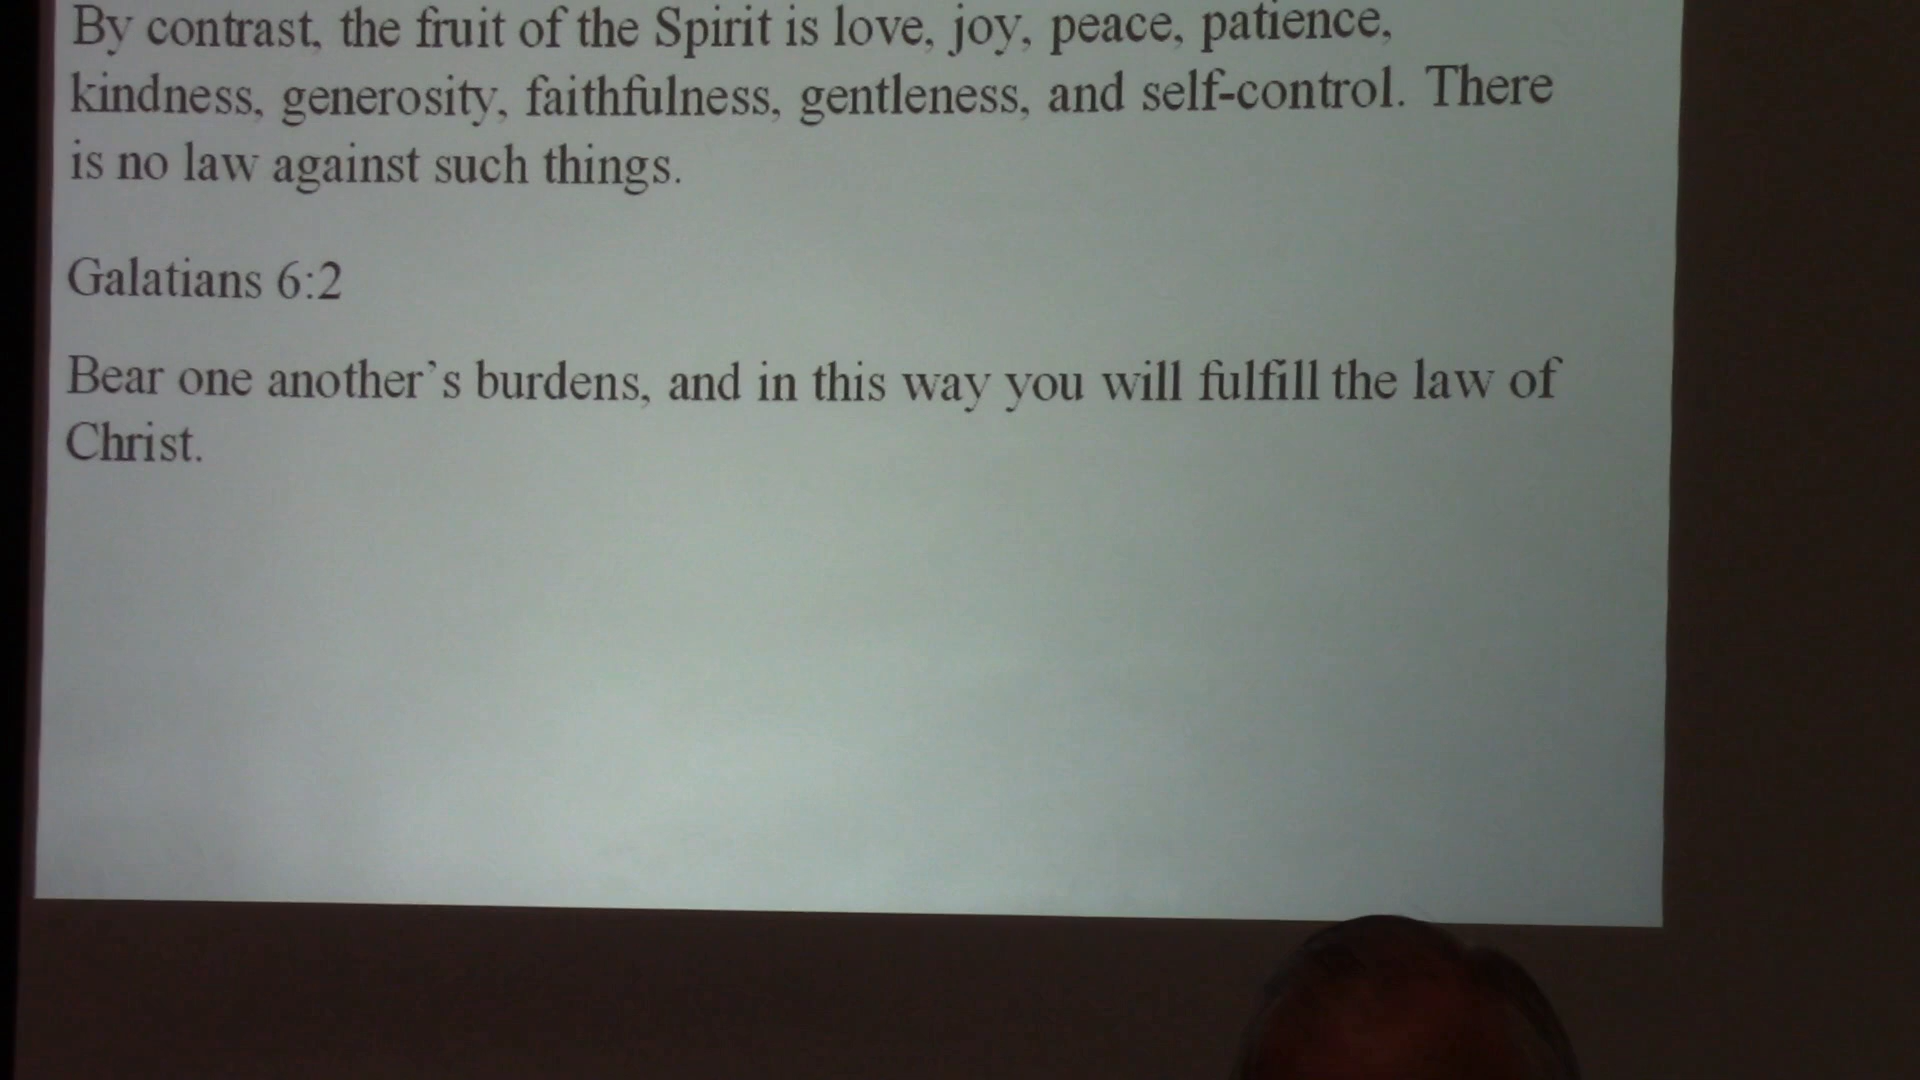 By contrast, the fruit of the Spirit is love, joy, peace, patience,
kindness, generosity, faithfulness, gentleness, and self-control. There
is no law against such things.
Galatians 6:2
Bear one another’s burdens, and in this way you will fulfill the law of
Christ.